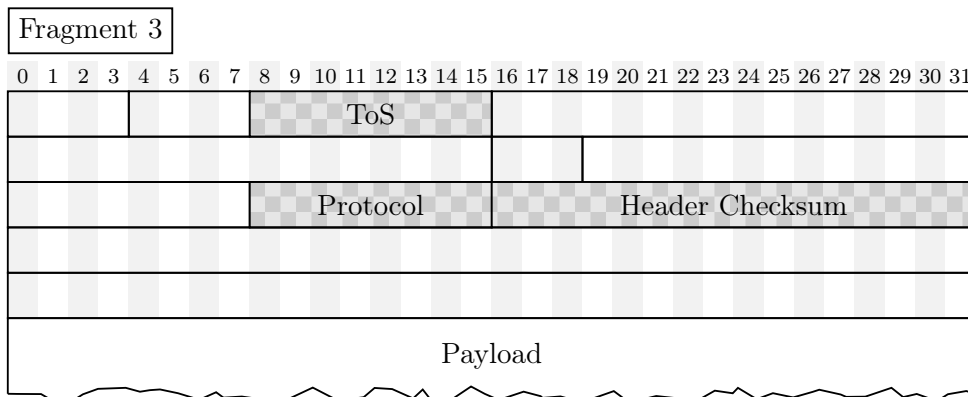 Fragment 3
0 1 2 3 4 5 6 7 8 9 10 11 12 13 14 15 16 17 18 19 20 21 22 23 24 25 26 27 28 29 30 31
ToS
Protocol Header Checksum
Payload